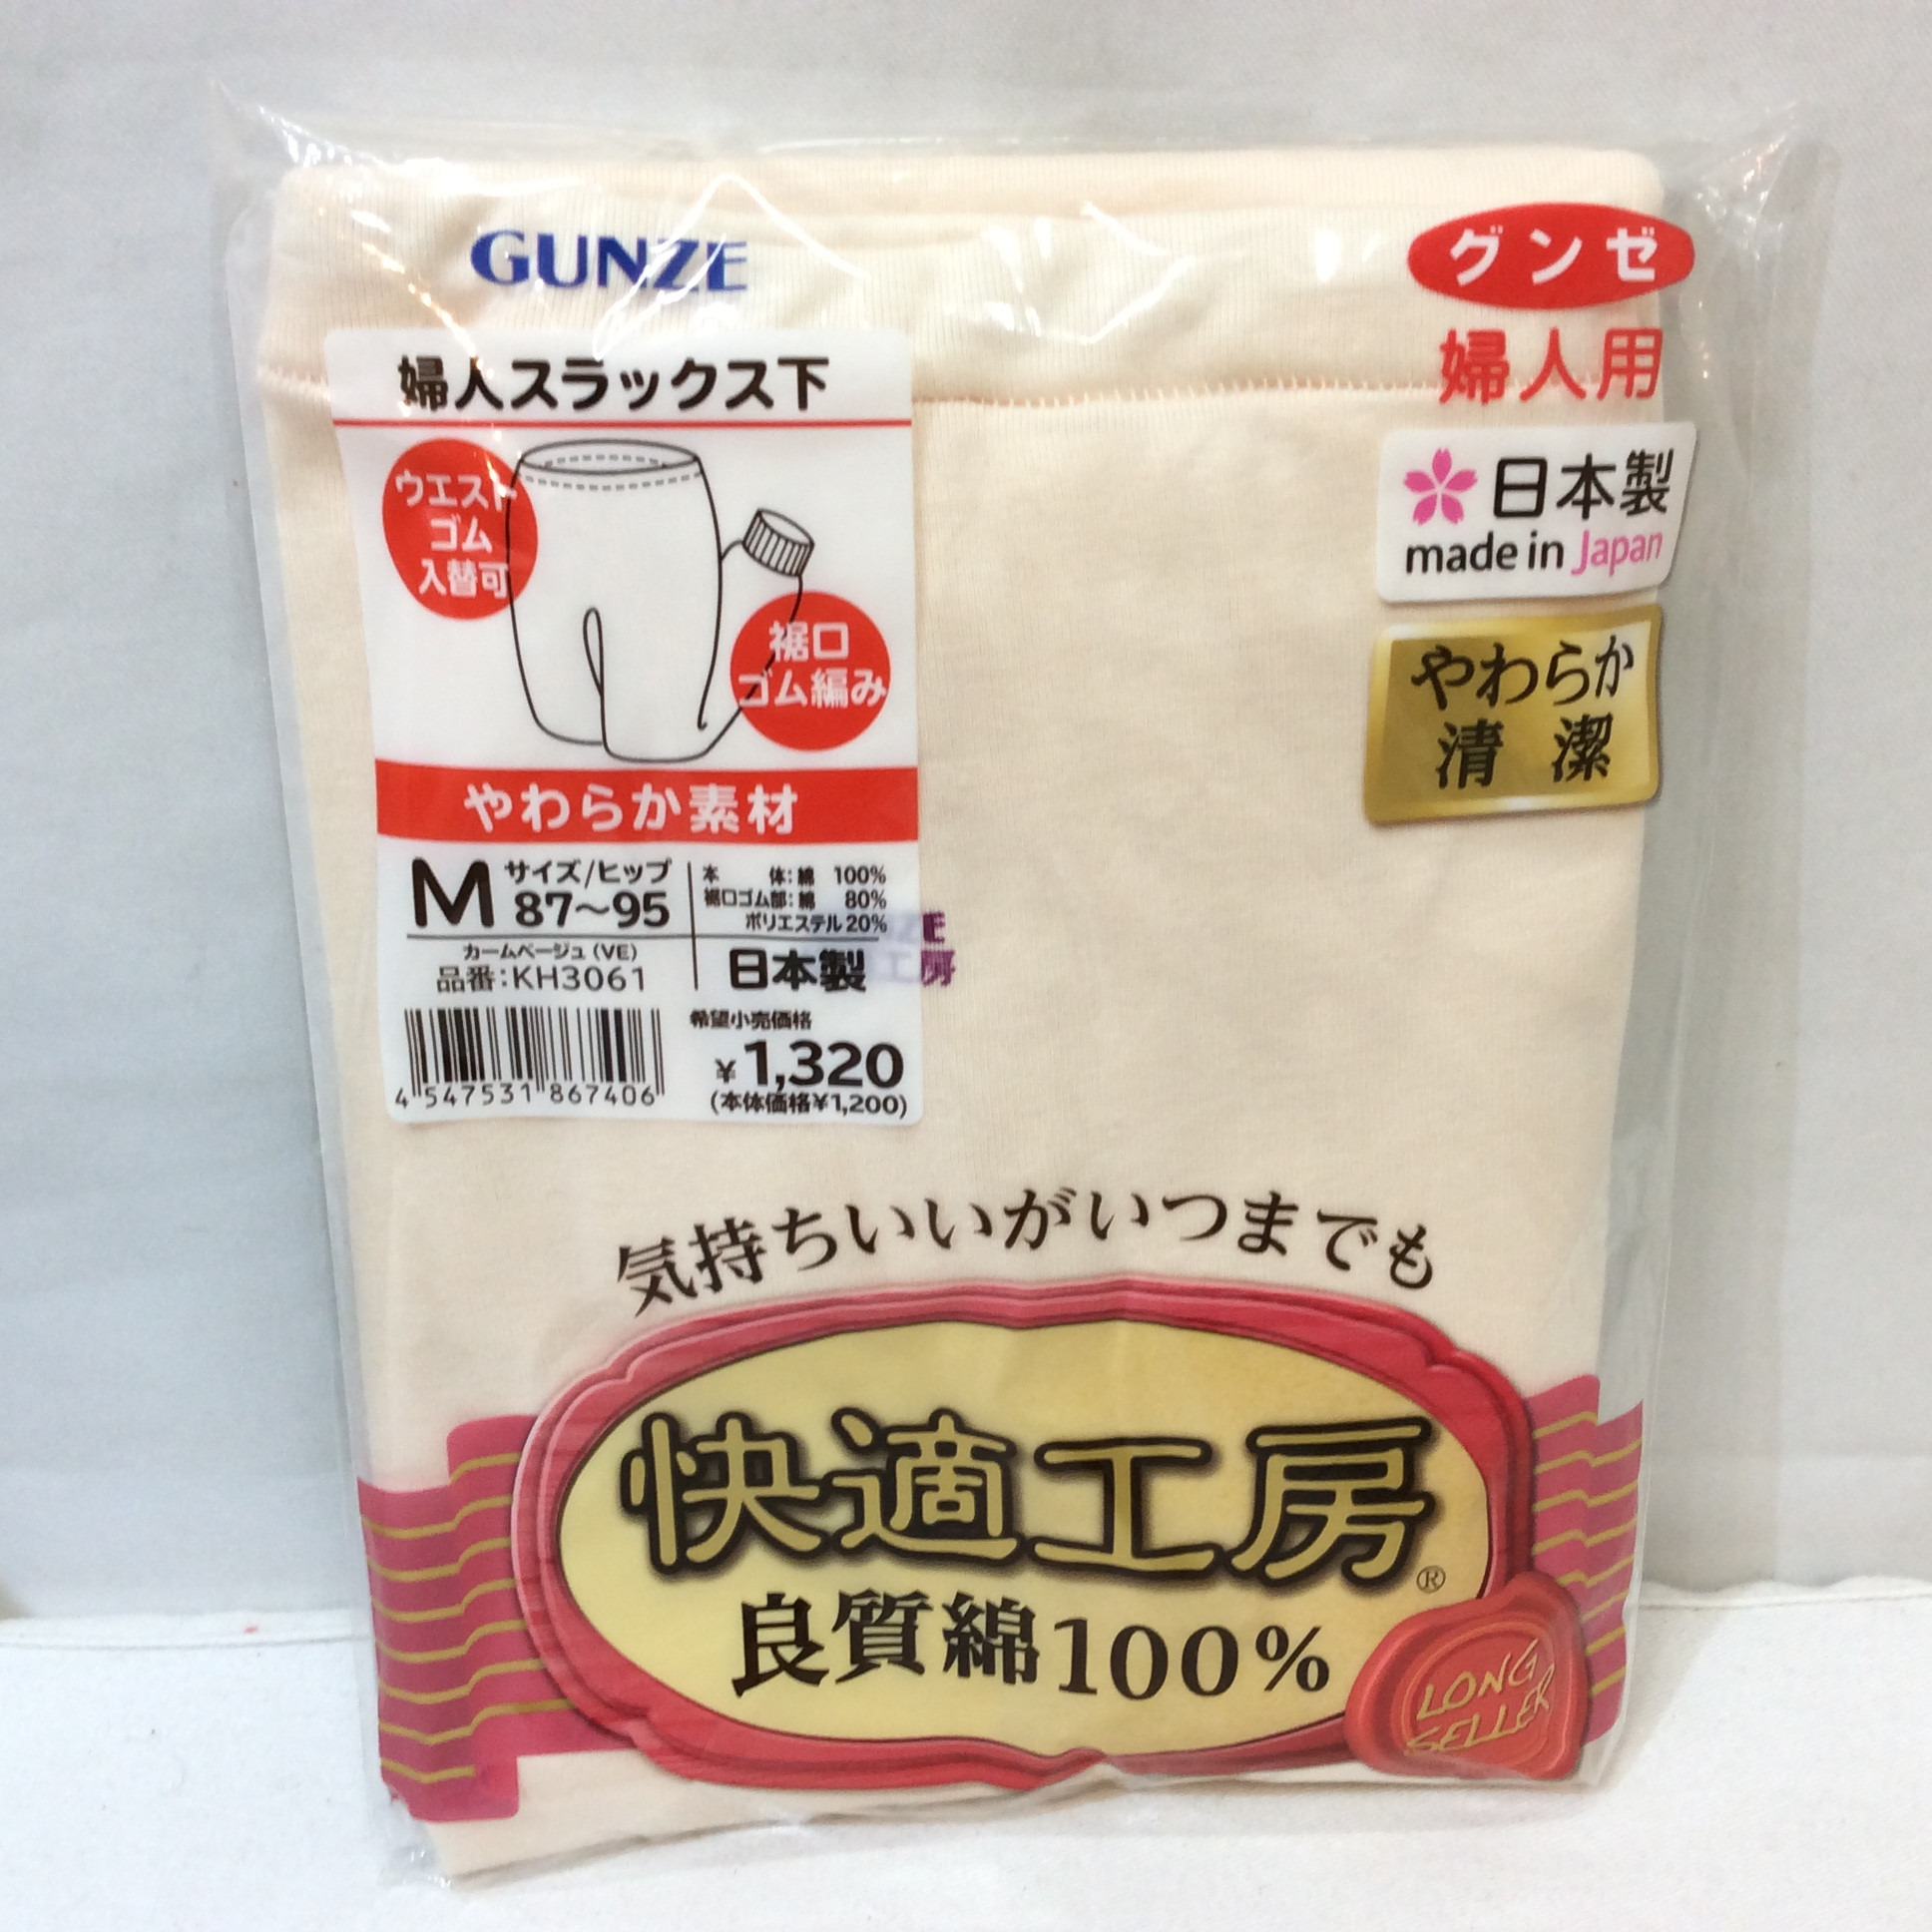 GUNZE
グンゼ
婦人用
婦人スラックス下
ウエスト
ゴム
入替可
裾口
ゴム編み
日本製
made in Japan
やわらか
清潔
やわらか素材
M サイズ/ヒップ
87〜95
本 体:綿 100%
裾口ゴム部:綿 80%
ポリエステル 20%
カームベージュ(VE)
品番:KH3061
日本製
ZE
工房
希望小売価格
¥1,320
(本体価格¥1,200)
4 547531 867406
気持ちいいがいつまでも
快適工房®
良質綿100%
LONG
SELLER